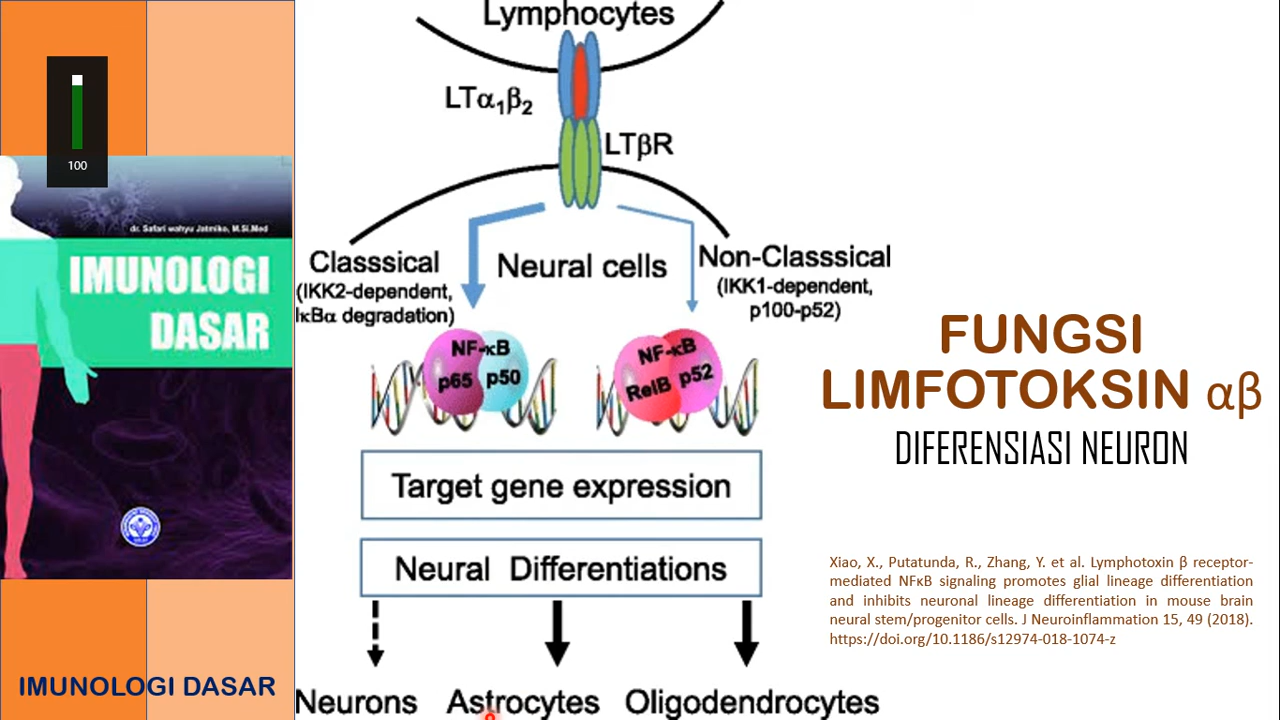 100
dr. Safari wahyu Jatmiko, M.Si.Med
IMUNOLOGI
DASAR
IMUNOLOGI DASAR
Lymphocytes
LTα₁β₂
LTβR
Classsical
(IKK2-dependent,
IκBα degradation)
Neural cells
Non-Classsical
(IKK1-dependent,
p100-p52)
NF-κB
p65 p50
NF-κB
RelB p52
Target gene expression
Neural Differentiations
Neurons Astrocytes Oligodendrocytes
FUNGSI
LIMFOTOKSIN αβ
DIFERENSIASI NEURON
Xiao, X., Putatunda, R., Zhang, Y. et al. Lymphotoxin β receptor-
mediated NFκB signaling promotes glial lineage differentiation
and inhibits neuronal lineage differentiation in mouse brain
neural stem/progenitor cells. J Neuroinflammation 15, 49 (2018).
https://doi.org/10.1186/s12974-018-1074-z